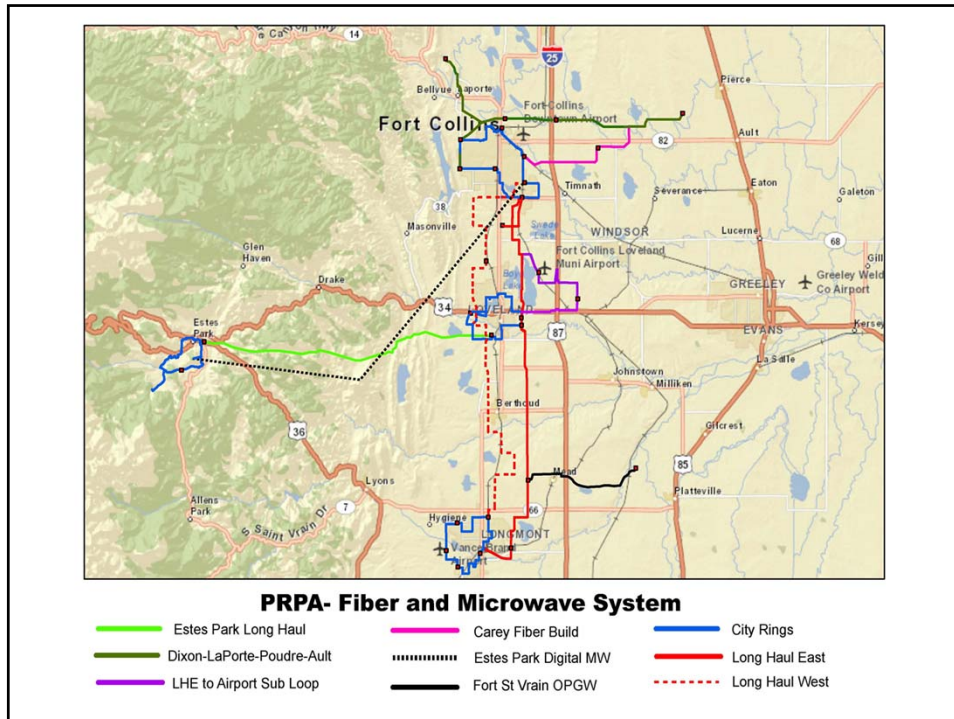 14
25
Pierce
Bellvue
Laporte
Fort Collins
Downtown Airport
Fort Collins
Ault
82
Timnath
Severance
Eaton
Galeton
38
Masonville
WINDSOR
Lucerne
68
Glen
Haven
Fort Collins Loveland
Muni Airport
Gill
Drake
Greeley Weld
Co Airport
GREELEY
34
LOVELAND
Estes
Park
87
EVANS
Kersey
La Salle
Johnstown
Milliken
Berthoud
36
Gilcrest
85
Lyons
Mead
Platteville
Allens
Park
7
Hygiene
66
S Saint Vrain Dr
LONGMONT
Vance Brand
Airport
PRPA- Fiber and Microwave System
Estes Park Long Haul
Carey Fiber Build
City Rings
Dixon-LaPorte-Poudre-Ault
Estes Park Digital MW
Long Haul East
LHE to Airport Sub Loop
Fort St Vrain OPGW
Long Haul West